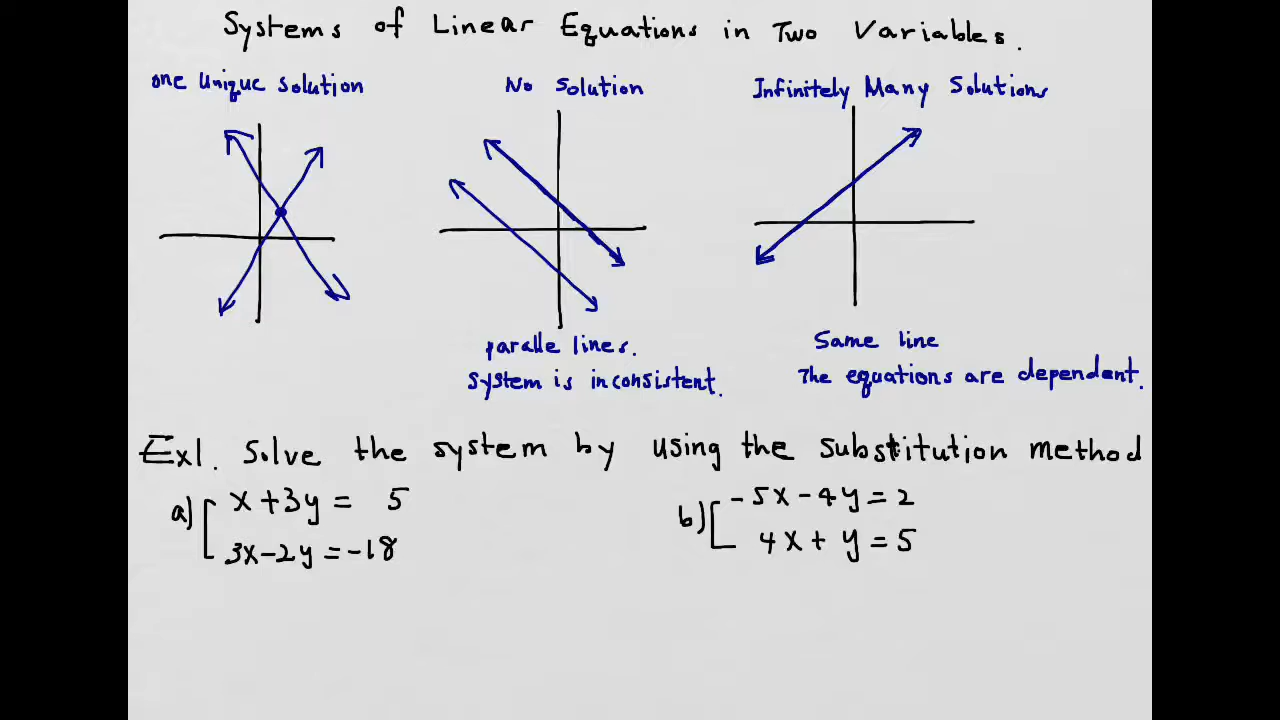 Systems of Linear Equations in Two Variables.
one Unique solution
No Solution
Infinitely Many Solutions
paralle lines.
system is inconsistent.
Same line
The equations are dependent.
Ex1. Solve the system by using the substitution method
a) x + 3y = 5
3x - 2y = -18
b) -5x - 4y = 2
4x + y = 5